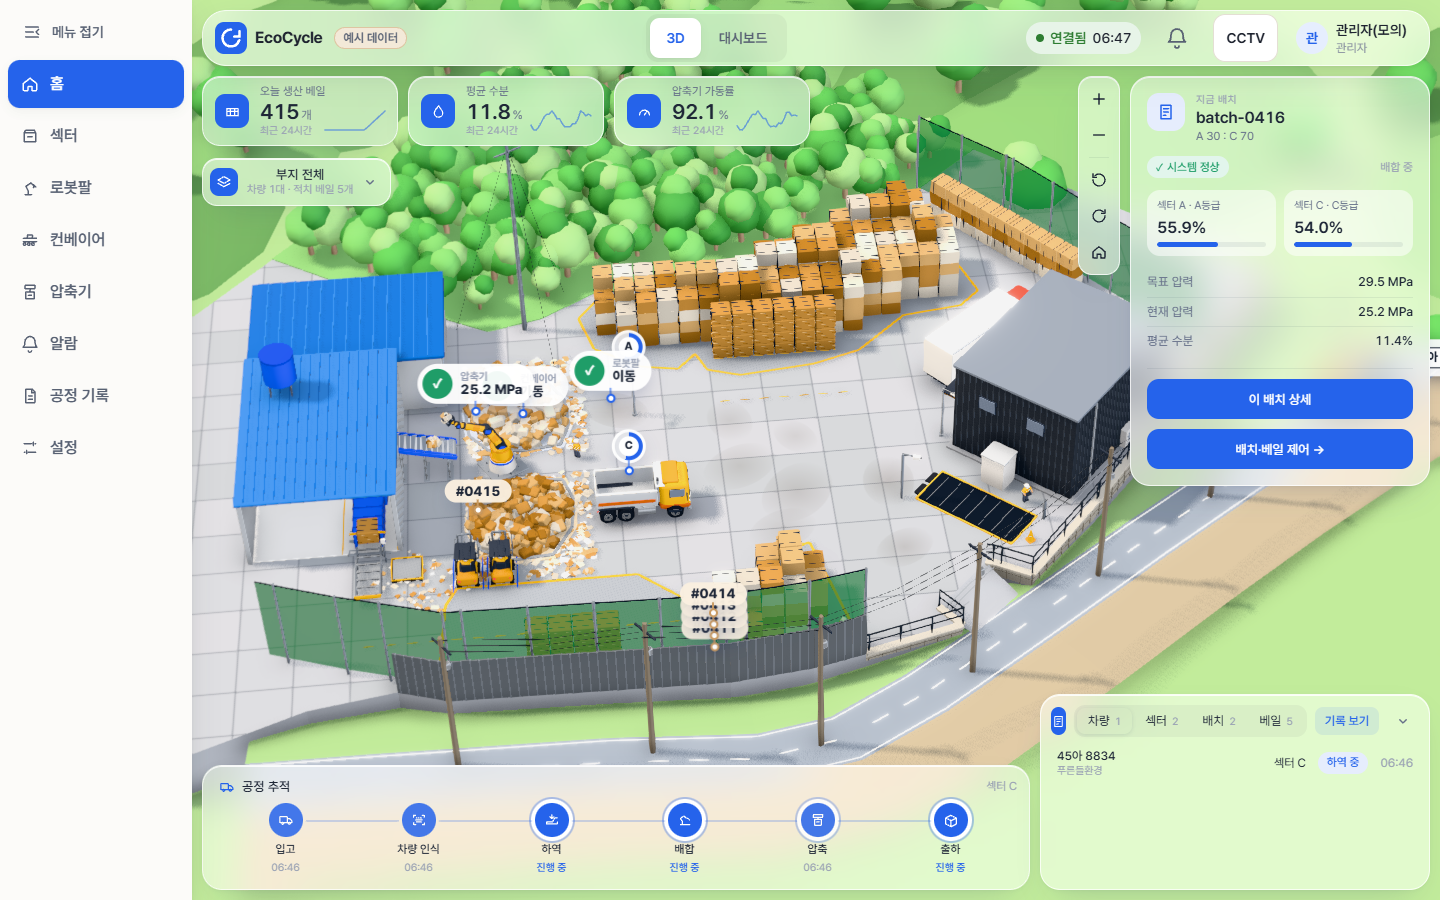 메뉴 접기
홈
섹터
로봇팔
컨베이어
압축기
알람
공정 기록
설정
EcoCycle 예시 데이터
3D 대시보드
연결됨 06:47
CCTV
관 관리자(모의)
관리자
오늘 생산 베일
415 개
최근 24시간
평균 수분
11.8 %
최근 24시간
압축기 가동률
92.1 %
최근 24시간
부지 전체
차량 1대 · 적치 베일 5개
지금 배치
batch-0416
A 30 : C 70
✓ 시스템 정상 배합 중
섹터 A · A등급
55.9%
섹터 C · C등급
54.0%
목표 압력 29.5 MPa
현재 압력 25.2 MPa
평균 수분 11.4%
이 배치 상세
배치·베일 제어 →
A
로봇팔
이동
압축기
25.2 MPa
C
#0415
#0414
#0411
차량 1 섹터 2 배치 2 베일 5 기록 보기
45아 8834
푸른들환경
섹터 C 하역 중 06:46
공정 추적 섹터 C
입고
06:46
차량 인식
06:46
하역
진행 중
배합
진행 중
압축
06:46
출하
진행 중